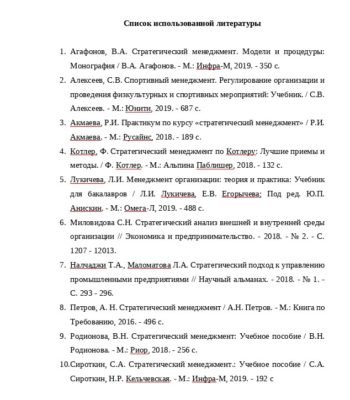 Список использованной литературы
1. Агафонов, В.А. Стратегический менеджмент. Модели и процедуры:
Монография / В.А. Агафонов. - М.: Инфра-М, 2019. - 350 с.
2. Алексеев, С.В. Спортивный менеджмент. Регулирование организации и
проведения физкультурных и спортивных мероприятий: Учебник. / С.В.
Алексеев. - М.: Юнити, 2019. - 687 с.
3. Акмаева, Р.И. Практикум по курсу «стратегический менеджмент» / Р.И.
Акмаева. - М.: Русайнс, 2018. - 189 с.
4. Котлер, Ф. Стратегический менеджмент по Котлеру: Лучшие приемы и
методы. / Ф. Котлер. - М.: Альпина Паблишер, 2018. - 132 с.
5. Лукичева, Л.И. Менеджмент организации: теория и практика: Учебник
для бакалавров / Л.И. Лукичева, Е.В. Егорычева; Под ред. Ю.П.
Анискин. - М.: Омега-Л, 2019. - 488 с.
6. Миловидова С.Н. Стратегический анализ внешней и внутренней среды
организации // Экономика и предпринимательство. - 2018. - № 2. - С.
1207 - 12013.
7. Налчаджи Т.А., Маломатова Л.А. Стратегический подход к управлению
промышленными предприятиями // Научный альманах. - 2018. - № 1. -
С. 293 - 296.
8. Петров, А. Н. Стратегический менеджмент / А.Н. Петров. - М.: Книга по
Требованию, 2016. - 496 с.
9. Родионова, В.Н. Стратегический менеджмент: Учебное пособие / В.Н.
Родионова. - М.: Риор, 2018. - 256 с.
10.Сироткин, С.А. Стратегический менеджмент.: Учебное пособие / С.А.
Сироткин, Н.Р. Кельчевская. - М.: Инфра-М, 2019. - 192 с